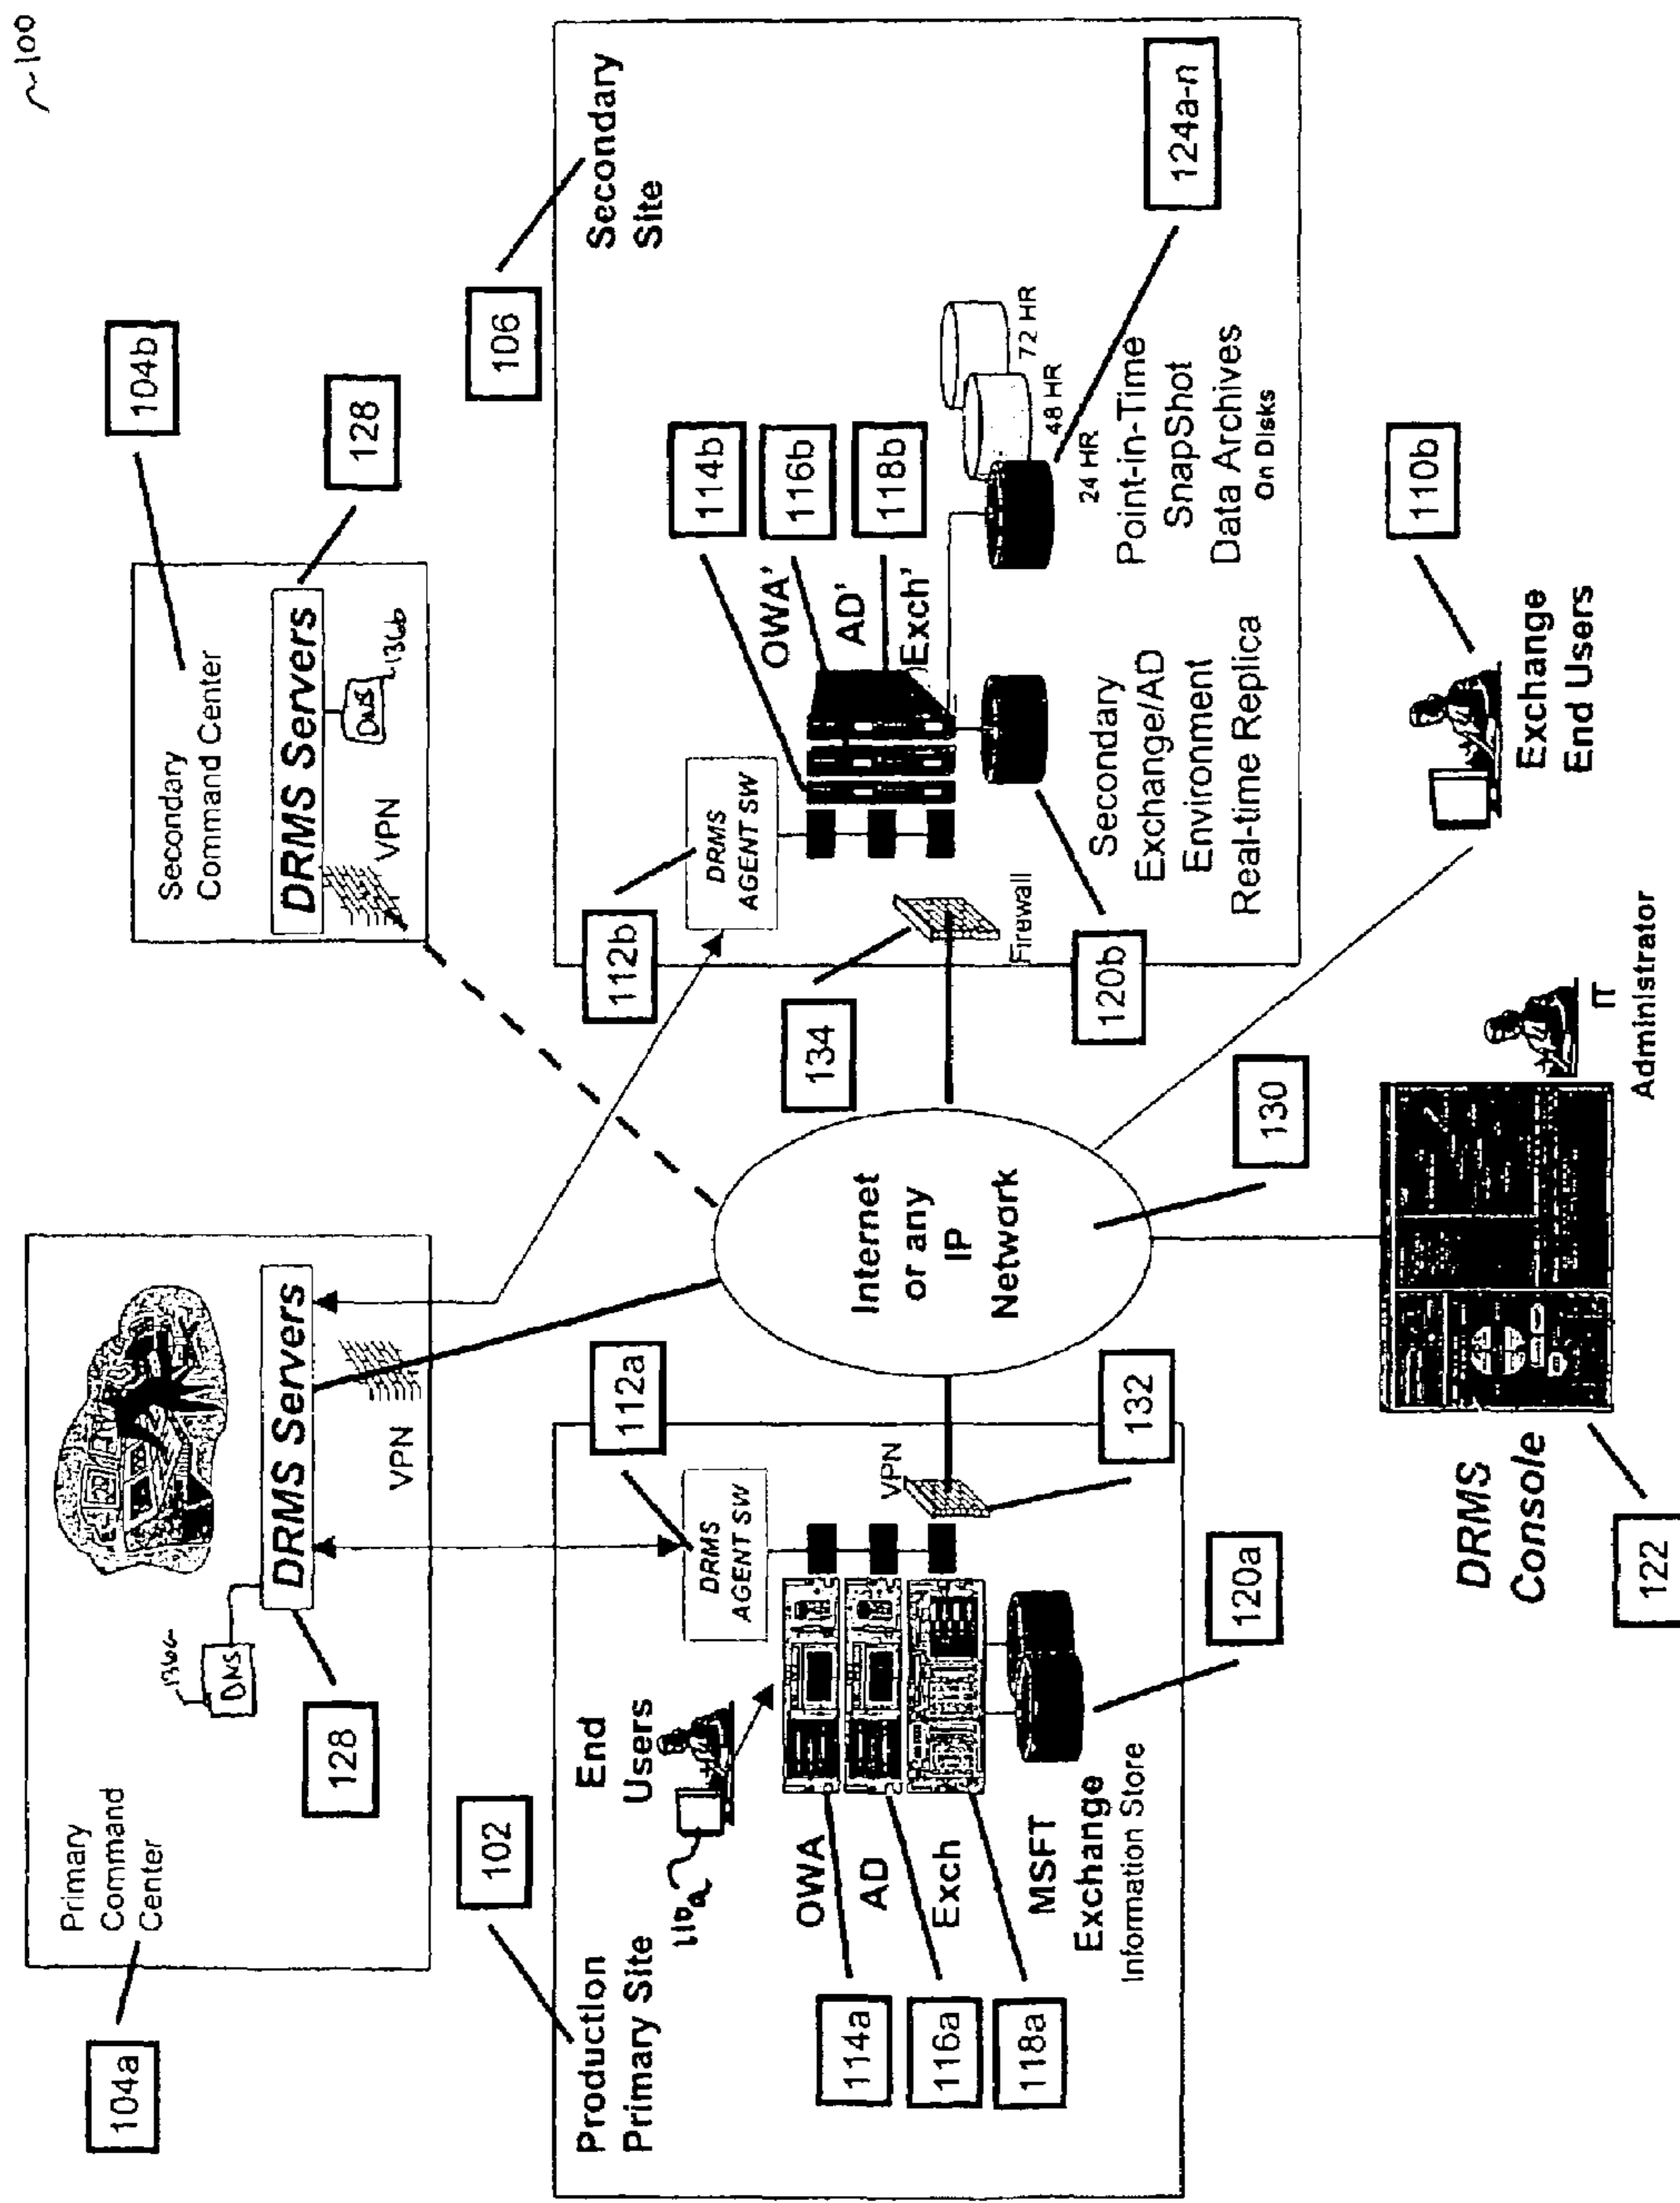 ~100
104a
Primary
Command
Center
128
DNS
DRMS Servers
VPN
104b
Secondary
Command Center
128
DRMS Servers
DNS
136b
VPN
102
Production
Primary Site
110a
End
Users
112a
DRMS
AGENT SW
114a
116a
118a
OWA
AD
Exch
VPN
132
MSFT
Exchange
Information Store
120a
106
Secondary
Site
112b
DRMS
AGENT SW
114b
116b
118b
OWA'
AD'
Exch'
134
Firewall
120b
Secondary
Exchange/AD
Environment
Real-time Replica
24 HR
48 HR
72 HR
Point-in-Time
SnapShot
Data Archives
On Disks
124a-n
Internet
or any
IP
Network
130
DRMS
Console
122
IT
Administrator
110b
Exchange
End Users